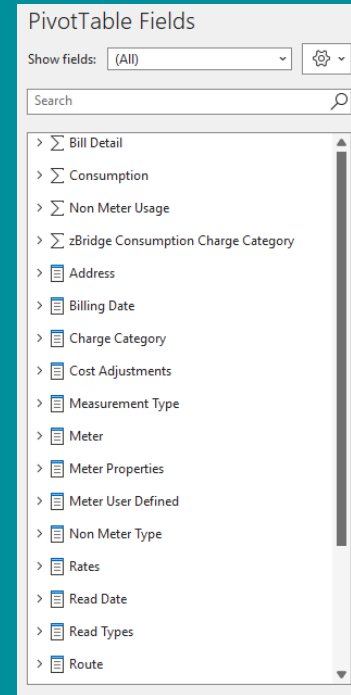 PivotTable Fields
Show fields: (All)
Search
Bill Detail
Consumption
Non Meter Usage
zBridge Consumption Charge Category
Address
Billing Date
Charge Category
Cost Adjustments
Measurement Type
Meter
Meter Properties
Meter User Defined
Non Meter Type
Rates
Read Date
Read Types
Route